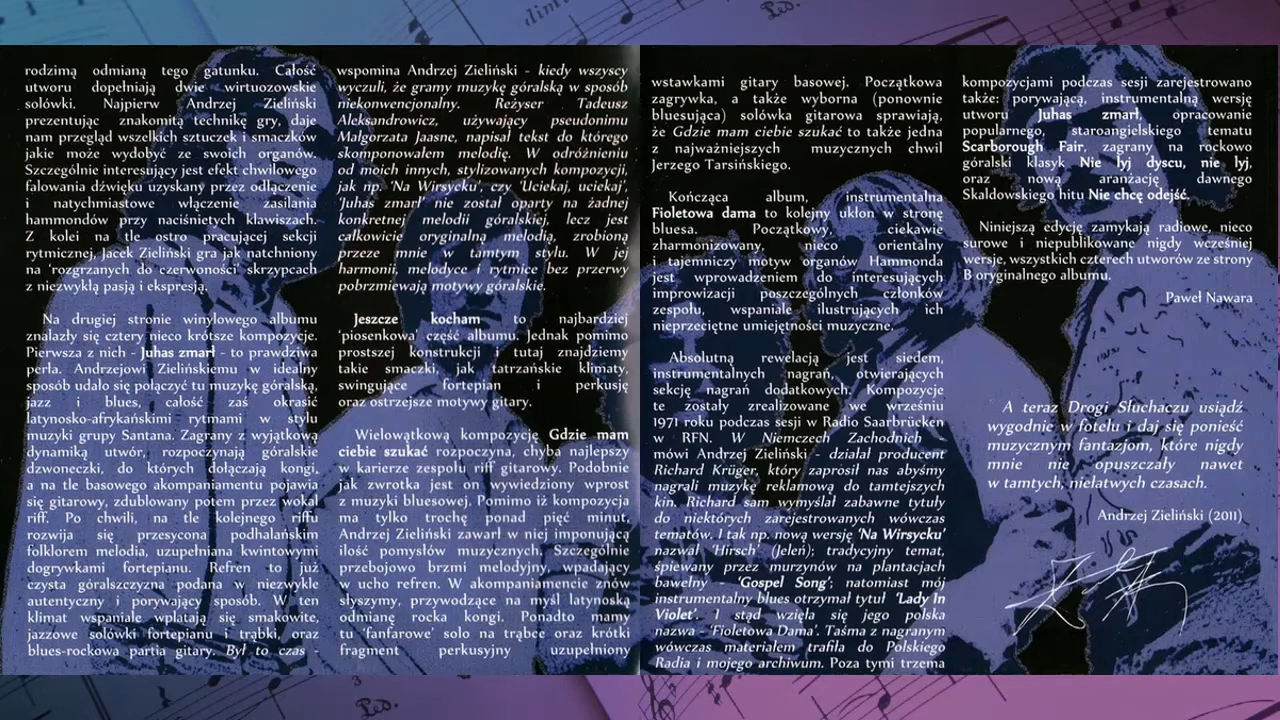 dim
Ped.
rodzimą odmianą tego gatunku. Całość
utworu dopełniają dwie wirtuozowskie
solówki. Najpierw Andrzej Zieliński
prezentując znakomitą technikę gry, daje
nam przegląd wszelkich sztuczek i smaczków
jakie może wydobyć ze swoich organów.
Szczególnie interesujący jest efekt chwilowego
falowania dźwięku uzyskany przez odłączenie
i natychmiastowe włączenie zasilania
hammondów przy naciśniętych klawiszach.
Z kolei na tle ostro pracującej sekcji
rytmicznej, Jacek Zieliński gra jak natchniony
na 'rozgrzanych do czerwoności' skrzypcach
z niezwykłą pasją i ekspresją.
Na drugiej stronie winylowego albumu
znalazły się cztery nieco krótsze kompozycje.
Pierwsza z nich - Juhas zmarł - to prawdziwa
perła. Andrzejowi Zielińskiemu w idealny
sposób udało się połączyć tu muzykę góralską,
jazz i blues, całość zaś okrasić
latynosko-afrykańskimi rytmami w stylu
muzyki grupy Santana. Zagrany z wyjątkową
dynamiką utwór, rozpoczynają góralskie
dzwoneczki, do których dołączają kongi,
a na tle basowego akompaniamentu pojawia
się gitarowy, zdublowany potem przez wokal
riff. Po chwili, na tle kolejnego riffu
rozwija się przesycona podhalańskim
folklorem melodia, uzupełniana kwintowymi
dogrywkami fortepianu. Refren to już
czysta góralszczyzna podana w niezwykle
autentyczny i porywający sposób. W ten
klimat wspaniale wplatają się smakowite,
jazzowe solówki fortepianu i trąbki, oraz
blues-rockowa partia gitary. Był to czas -
wspomina Andrzej Zieliński - kiedy wszyscy
wyczuli, że gramy muzykę góralską w sposób
niekonwencjonalny. Reżyser Tadeusz
Aleksandrowicz, używający pseudonimu
Małgorzata Jaasne, napisał tekst do którego
skomponowałem melodię. W odróżnieniu
od moich innych, stylizowanych kompozycji,
jak np. 'Na Wirsycku', czy 'Uciekaj, uciekaj',
'Juhas zmarł' nie został oparty na żadnej
konkretnej melodii góralskiej, lecz jest
całkowicie oryginalną melodią, zrobioną
przeze mnie w tamtym stylu. W jej
harmonii, melodyce i rytmice bez przerwy
pobrzmiewają motywy góralskie.
Jeszcze kocham to najbardziej
'piosenkowa' część albumu. Jednak pomimo
prostszej konstrukcji i tutaj znajdziemy
takie smaczki, jak tatrzańskie klimaty,
swingujące fortepian i perkusję
oraz ostrzejsze motywy gitary.
Wielowątkową kompozycję Gdzie mam
ciebie szukać rozpoczyna, chyba najlepszy
w karierze zespołu riff gitarowy. Podobnie
jak zwrotka jest on wywiedziony wprost
z muzyki bluesowej. Pomimo iż kompozycja
ma tylko trochę ponad pięć minut,
Andrzej Zieliński zawarł w niej imponującą
ilość pomysłów muzycznych. Szczególnie
przebojowo brzmi melodyjny, wpadający
w ucho refren. W akompaniamencie znów
słyszymy, przywodzące na myśl latynoską
odmianę rocka kongi. Ponadto mamy
tu 'fanfarowe' solo na trąbce oraz krótki
fragment perkusyjny uzupełniony
wstawkami gitary basowej. Początkowa
zagrywka, a także wyborna (ponownie
bluesująca) solówka gitarowa sprawiają,
że Gdzie mam ciebie szukać to także jedna
z najważniejszych muzycznych chwil
Jerzego Tarsińskiego.
Kończąca album, instrumentalna
Fioletowa dama to kolejny ukłon w stronę
bluesa. Początkowy, ciekawie
zharmonizowany, nieco orientalny
i tajemniczy motyw organów Hammonda
jest wprowadzeniem do interesujących
improwizacji poszczególnych członków
zespołu, wspaniale ilustrujących ich
nieprzeciętne umiejętności muzyczne.
Absolutną rewelacją jest siedem,
instrumentalnych nagrań, otwierających
sekcję nagrań dodatkowych. Kompozycje
te zostały zrealizowane we wrześniu
1971 roku podczas sesji w Radio Saarbrücken
w RFN. W Niemczech Zachodnich -
mówi Andrzej Zieliński - działał producent
Richard Krüger, który zaprosił nas abyśmy
nagrali muzykę reklamową do tamtejszych
kin. Richard sam wymyślał zabawne tytuły
do niektórych zarejestrowanych wówczas
tematów. I tak np. nową wersję 'Na Wirsycku'
nazwał 'Hirsch' (Jeleń); tradycyjny temat,
śpiewany przez murzynów na plantacjach
bawełny - 'Gospel Song'; natomiast mój
instrumentalny blues otrzymał tytuł 'Lady In
Violet'. I stąd wzięła się jego polska
nazwa - 'Fioletowa Dama'. Taśma z nagranym
wówczas materiałem trafiła do Polskiego
Radia i mojego archiwum. Poza tymi trzema
kompozycjami podczas sesji zarejestrowano
także: porywającą, instrumentalną wersję
utworu Juhas zmarł, opracowanie
popularnego, staroangielskiego tematu
Scarborough Fair, zagrany na rockowo
góralski klasyk Nie lyj dyscu, nie lyj,
oraz nową aranżację dawnego
Skaldowskiego hitu Nie chcę odejść.
Niniejszą edycję zamykają radiowe, nieco
surowe i niepublikowane nigdy wcześniej
wersje, wszystkich czterech utworów ze strony
B oryginalnego albumu.
Paweł Nawara
A teraz Drogi Słuchaczu usiądź
wygodnie w fotelu i daj się ponieść
muzycznym fantazjom, które nigdy
mnie nie opuszczały nawet
w tamtych, niełatwych czasach.
Andrzej Zieliński (2011)
Ped.